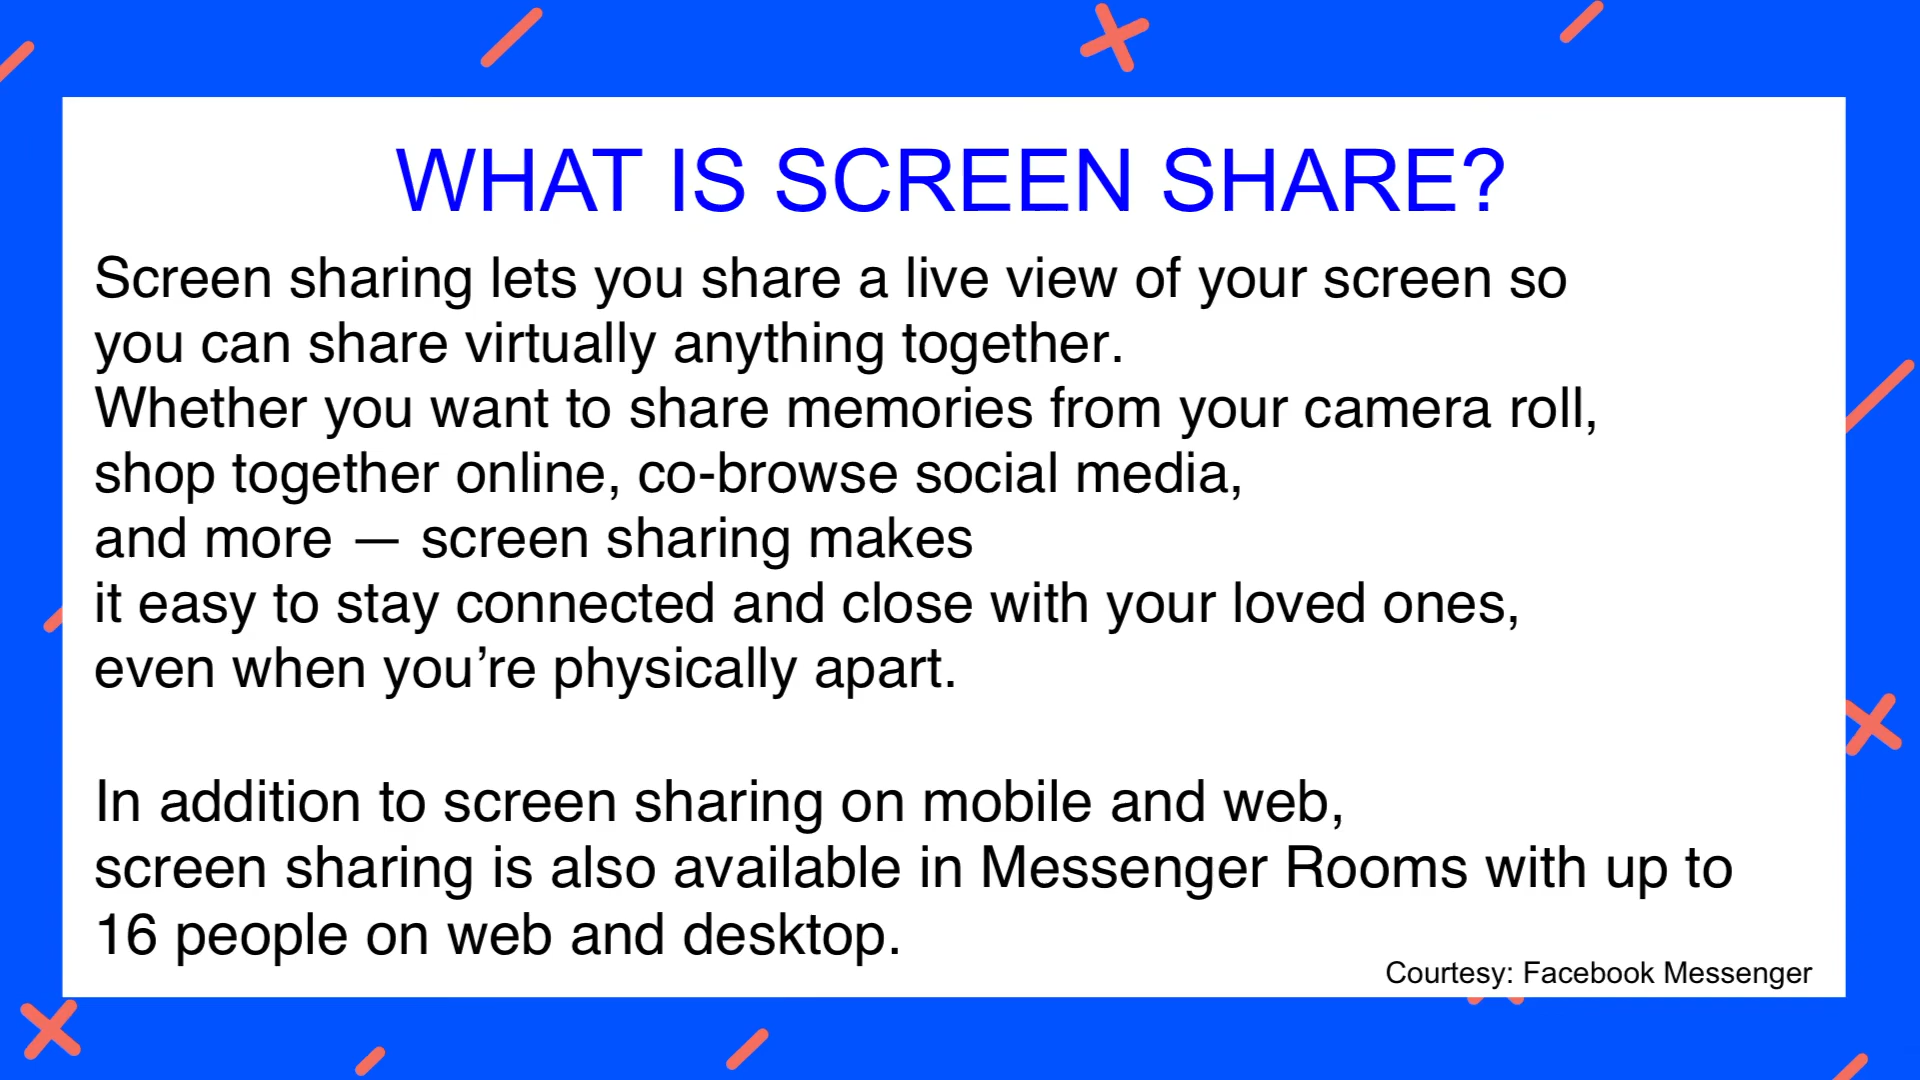 WHAT IS SCREEN SHARE?
Screen sharing lets you share a live view of your screen so
you can share virtually anything together.
Whether you want to share memories from your camera roll,
shop together online, co-browse social media,
and more — screen sharing makes
it easy to stay connected and close with your loved ones,
even when you’re physically apart.
In addition to screen sharing on mobile and web,
screen sharing is also available in Messenger Rooms with up to
16 people on web and desktop.
Courtesy: Facebook Messenger